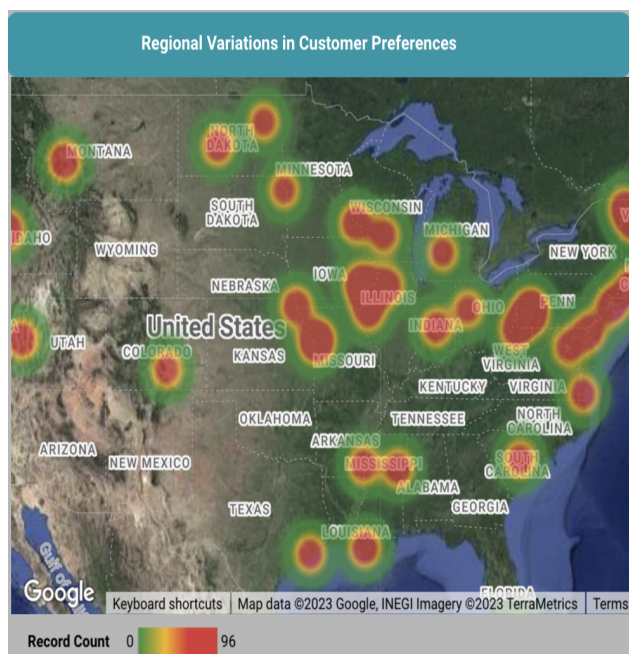 Regional Variations in Customer Preferences
NORTH
DAKOTA
MONTANA
MINNESOTA
SOUTH
DAKOTA
WISCONSIN
MICHIGAN
IDAHO
WYOMING
NEW YORK
IOWA
NEBRASKA
ILLINOIS
OHIO
PENN
INDIANA
United States
UTAH
COLORADO
KANSAS
MISSOURI
WEST
VIRGINIA
KENTUCKY
VIRGINIA
OKLAHOMA
TENNESSEE
NORTH
CAROLINA
ARKANSAS
ARIZONA
NEW MEXICO
MISSISSIPPI
SOUTH
CAROLINA
ALABAMA
TEXAS
GEORGIA
LOUISIANA
Gulf of
FLORIDA
Google
Keyboard shortcuts
Map data ©2023 Google, INEGI Imagery ©2023 TerraMetrics
Terms
Record Count 0 96